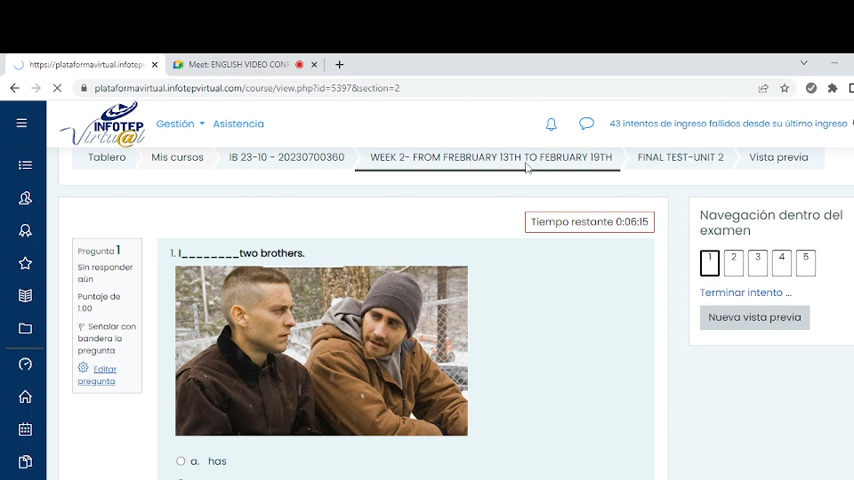 https://plataformavirtual.infotepv
Meet: ENGLISH VIDEO CONF
plataformavirtual.infotepvirtual.com/course/view.php?id=5397&section=2
INFOTEP
Virtu@l
Gestión
Asistencia
43 intentos de ingreso fallidos desde su último ingreso
Tablero
Mis cursos
IB 23-10 - 20230700360
WEEK 2- FROM FREBRUARY 13TH TO FEBRUARY 19TH
FINAL TEST-UNIT 2
Vista previa
Tiempo restante 0:06:15
Pregunta 1
Sin responder
aún
Puntaje de
1.00
Señalar con
bandera la
pregunta
Editar
pregunta
1. I________two brothers.
a. has
Navegación dentro del
examen
1 2 3 4 5
Terminar intento ...
Nueva vista previa